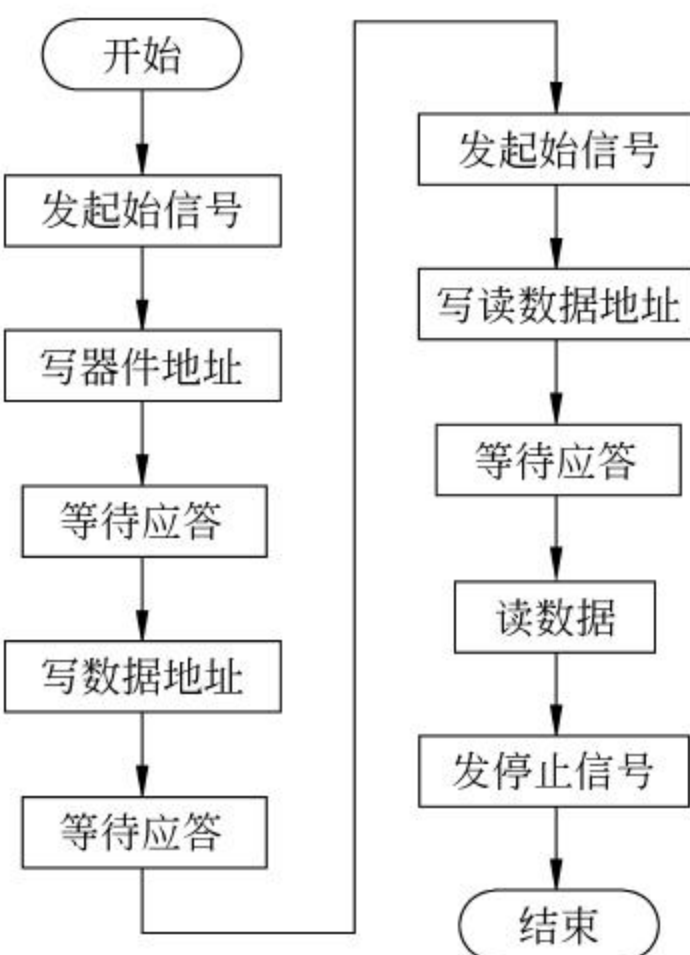 开始
发起始信号
写器件地址
等待应答
写数据地址
等待应答
发起始信号
写读数据地址
等待应答
读数据
发停止信号
结束